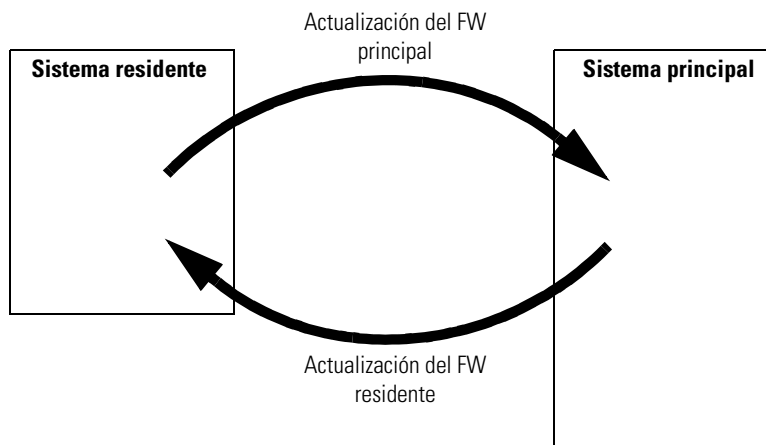 Actualización del FW
principal
Sistema residente
Sistema principal
Actualización del FW
residente